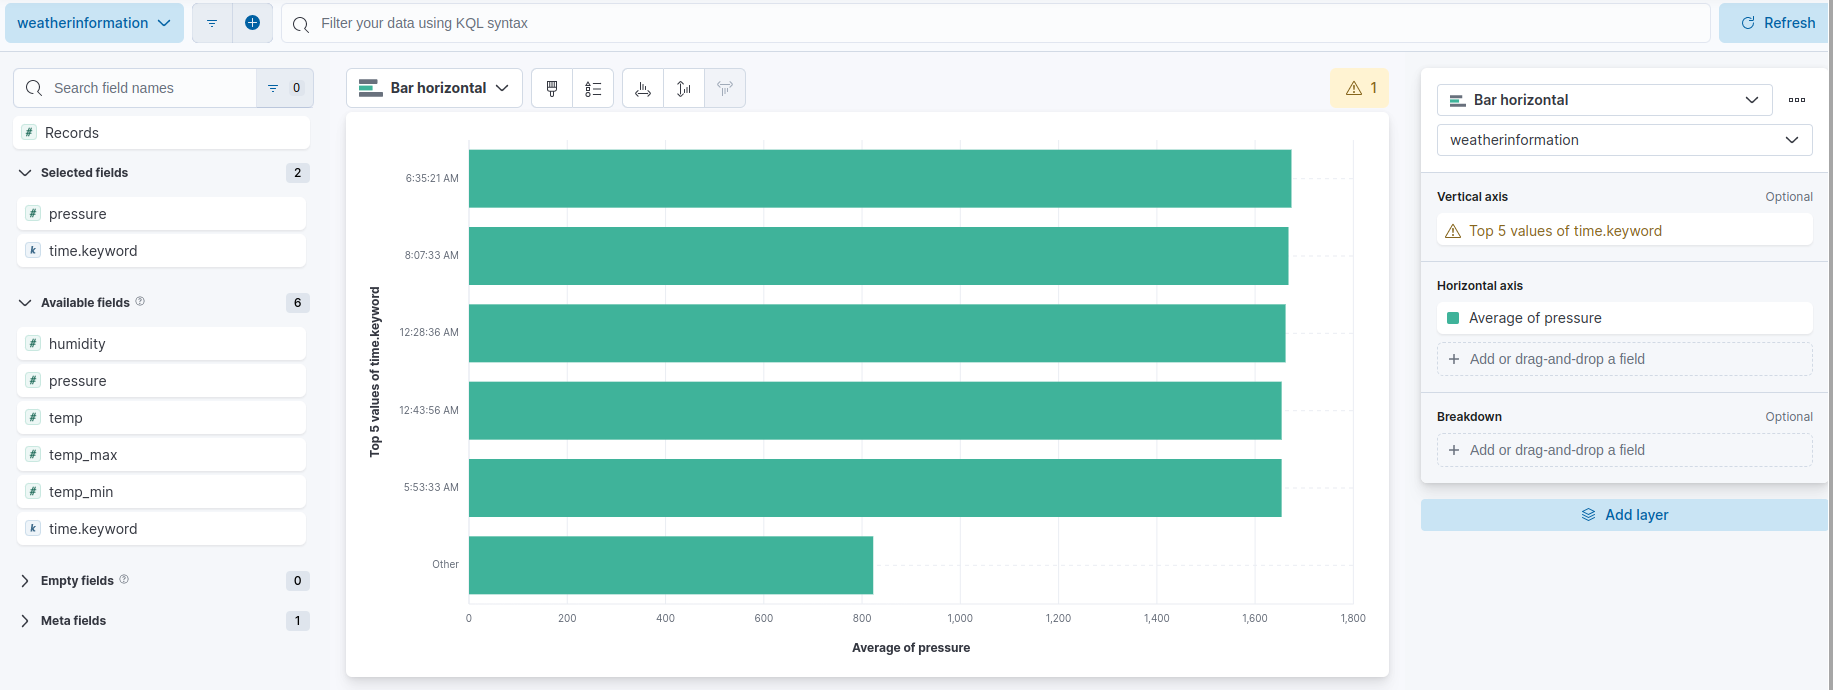 weatherinformation
Filter your data using KQL syntax
Refresh
Search field names
0
Records
Selected fields
2
# pressure
k time.keyword
Available fields
6
# humidity
# pressure
# temp
# temp_max
# temp_min
k time.keyword
Empty fields
0
Meta fields
1
Bar horizontal
1
Top 5 values of time.keyword
6:35:21 AM
8:07:33 AM
12:28:36 AM
12:43:56 AM
5:53:33 AM
Other
0 200 400 600 800 1,000 1,200 1,400 1,600 1,800
Average of pressure
Bar horizontal
weatherinformation
Vertical axis Optional
Top 5 values of time.keyword
Horizontal axis
Average of pressure
+ Add or drag-and-drop a field
Breakdown Optional
+ Add or drag-and-drop a field
Add layer